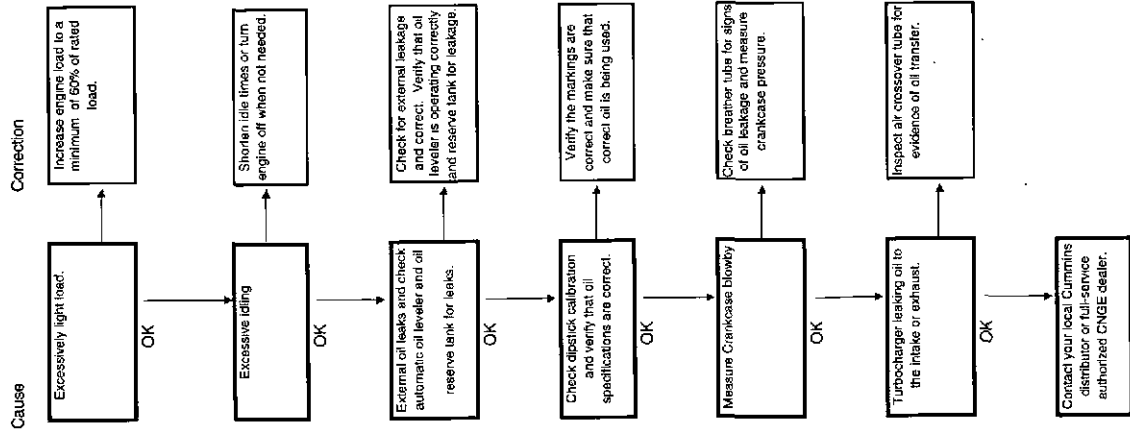 Cause
Correction
Excessively light load.
Increase engine load to a
minimum of 60% of rated
load.
OK
Excessive idling
Shorten idle times or turn
engine off when not needed.
OK
External oil leaks and check
automatic oil leveler and oil
reserve tank for leaks.
Check for external leakage
and correct. Verify that oil
leveler is operating correctly
and reserve tank for leakage.
OK
Check dipstick calibration
and verify that oil
specifications are correct.
Verify the markings are
correct and make sure that
correct oil is being used.
OK
Measure Crankcase blowby
Check breather tube for signs
of oil leakage and measure
crankcase pressure.
OK
Turbocharger leaking oil to
the intake or exhaust.
Inspect air crossover tube for
evidence of oil transfer.
OK
Contact your local Cummins
distributor or full-service
authorized CNGE dealer.